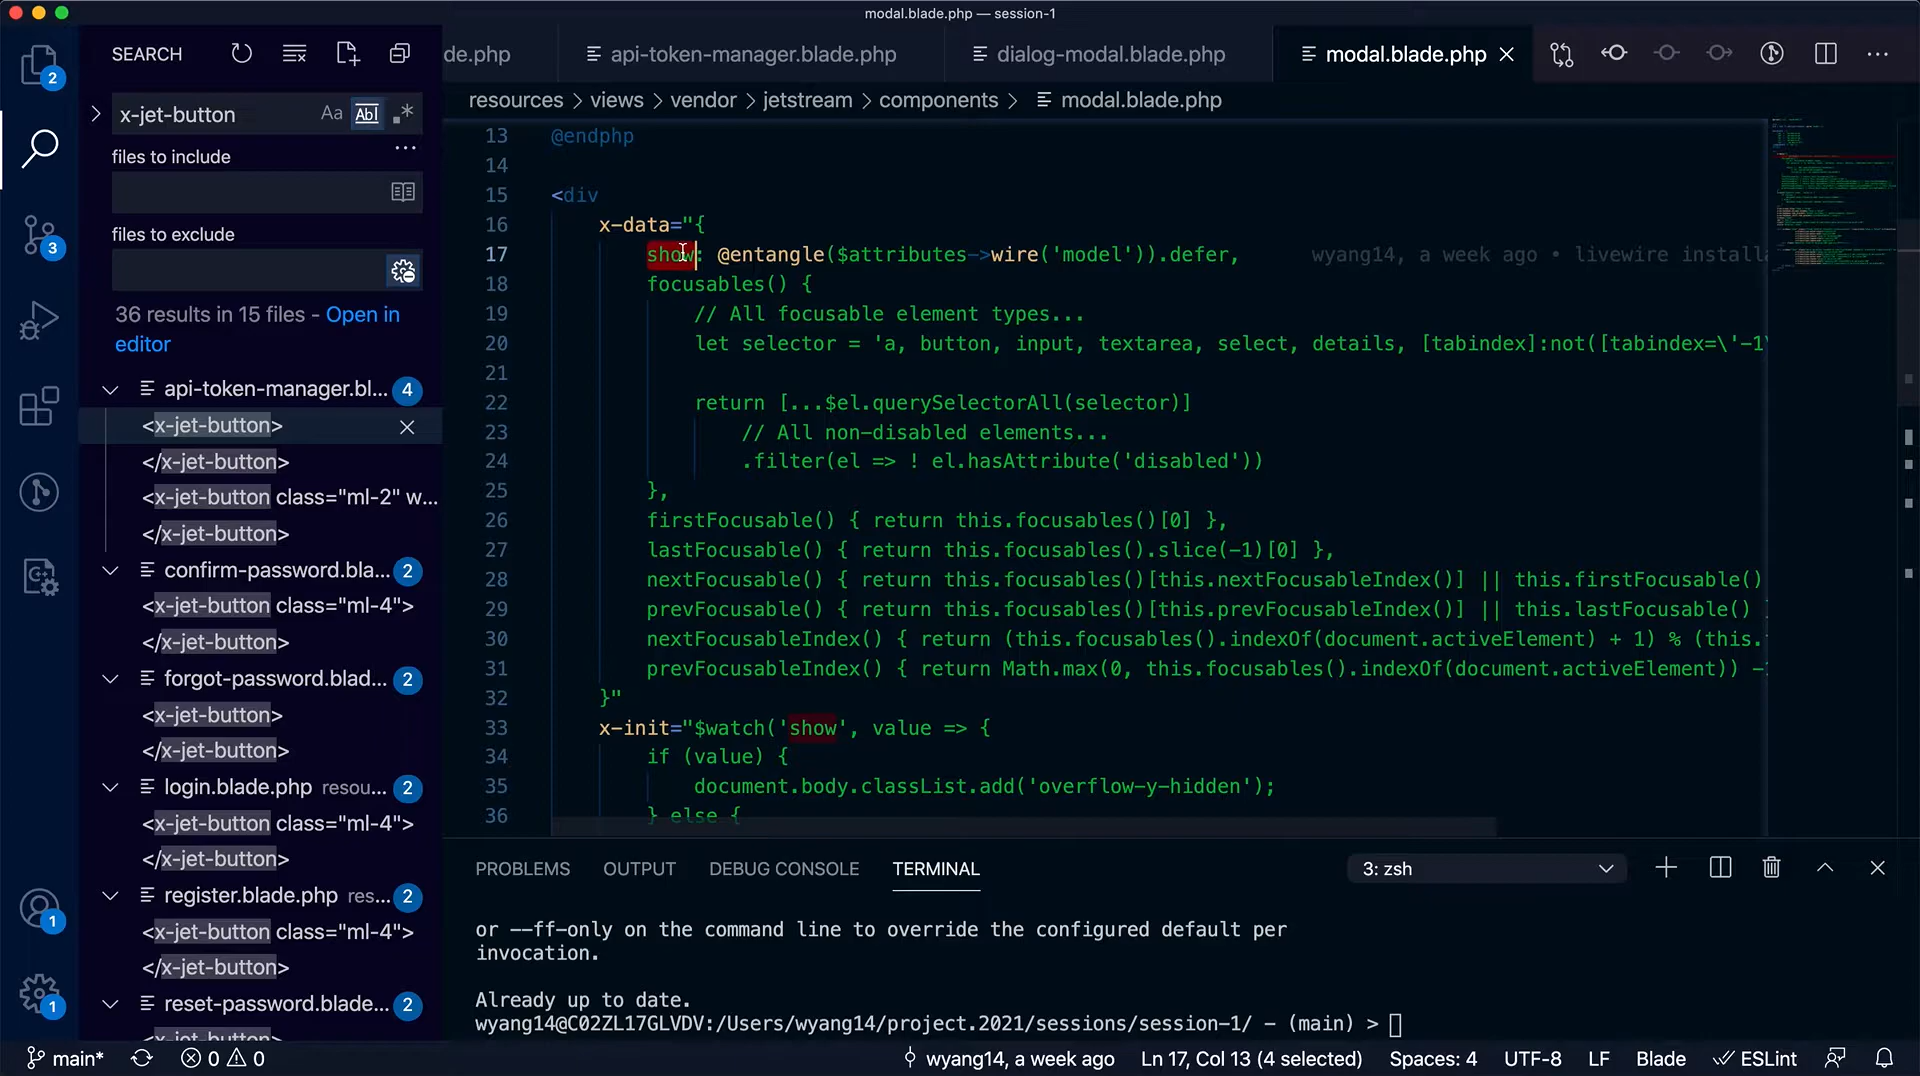 modal.blade.php — session-1
SEARCH
de.php
api-token-manager.blade.php
dialog-modal.blade.php
modal.blade.php
resources > views > vendor > jetstream > components > modal.blade.php
2
x-jet-button
Aa
Abl
files to include
files to exclude
3
36 results in 15 files - Open in
editor
api-token-manager.bl... 4
<x-jet-button>
</x-jet-button>
<x-jet-button class="ml-2" w...
</x-jet-button>
confirm-password.bla... 2
<x-jet-button class="ml-4">
</x-jet-button>
forgot-password.blad... 2
<x-jet-button>
</x-jet-button>
login.blade.php resou... 2
<x-jet-button class="ml-4">
</x-jet-button>
register.blade.php res... 2
<x-jet-button class="ml-4">
</x-jet-button>
reset-password.blade... 2
<x-jet-button>
1
1
13 @endphp
14
15 <div
16 x-data="{
17 show: @entangle($attributes->wire('model')).defer, wyang14, a week ago • livewire installa
18 focusables() {
19 // All focusable element types...
20 let selector = 'a, button, input, textarea, select, details, [tabindex]:not([tabindex=\'-1\
21
22 return [...$el.querySelectorAll(selector)]
23 // All non-disabled elements...
24 .filter(el => ! el.hasAttribute('disabled'))
25 },
26 firstFocusable() { return this.focusables()[0] },
27 lastFocusable() { return this.focusables().slice(-1)[0] },
28 nextFocusable() { return this.focusables()[this.nextFocusableIndex()] || this.firstFocusable()
29 prevFocusable() { return this.focusables()[this.prevFocusableIndex()] || this.lastFocusable() }
30 nextFocusableIndex() { return (this.focusables().indexOf(document.activeElement) + 1) % (this.
31 prevFocusableIndex() { return Math.max(0, this.focusables().indexOf(document.activeElement)) -
32 }"
33 x-init="$watch('show', value => {
34 if (value) {
35 document.body.classList.add('overflow-y-hidden');
36 } else {
PROBLEMS OUTPUT DEBUG CONSOLE TERMINAL 3: zsh
or --ff-only on the command line to override the configured default per
invocation.
Already up to date.
wyang14@C02ZL17GLVDV:/Users/wyang14/project.2021/sessions/session-1/ - (main) >
main* 0 0 wyang14, a week ago Ln 17, Col 13 (4 selected) Spaces: 4 UTF-8 LF Blade ESLint